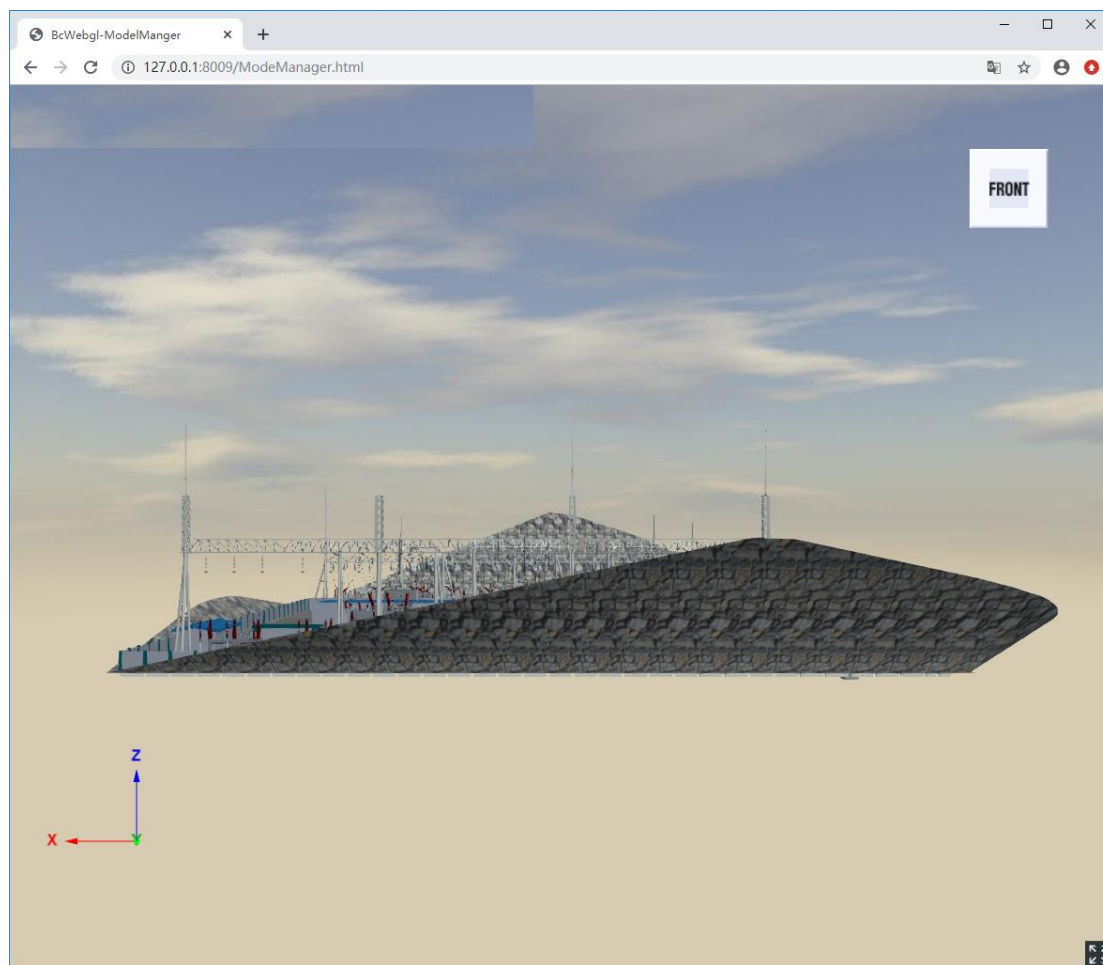 BcWebgl-ModelManger
127.0.0.1:8009/ModeManager.html
FRONT
Z
X
Y